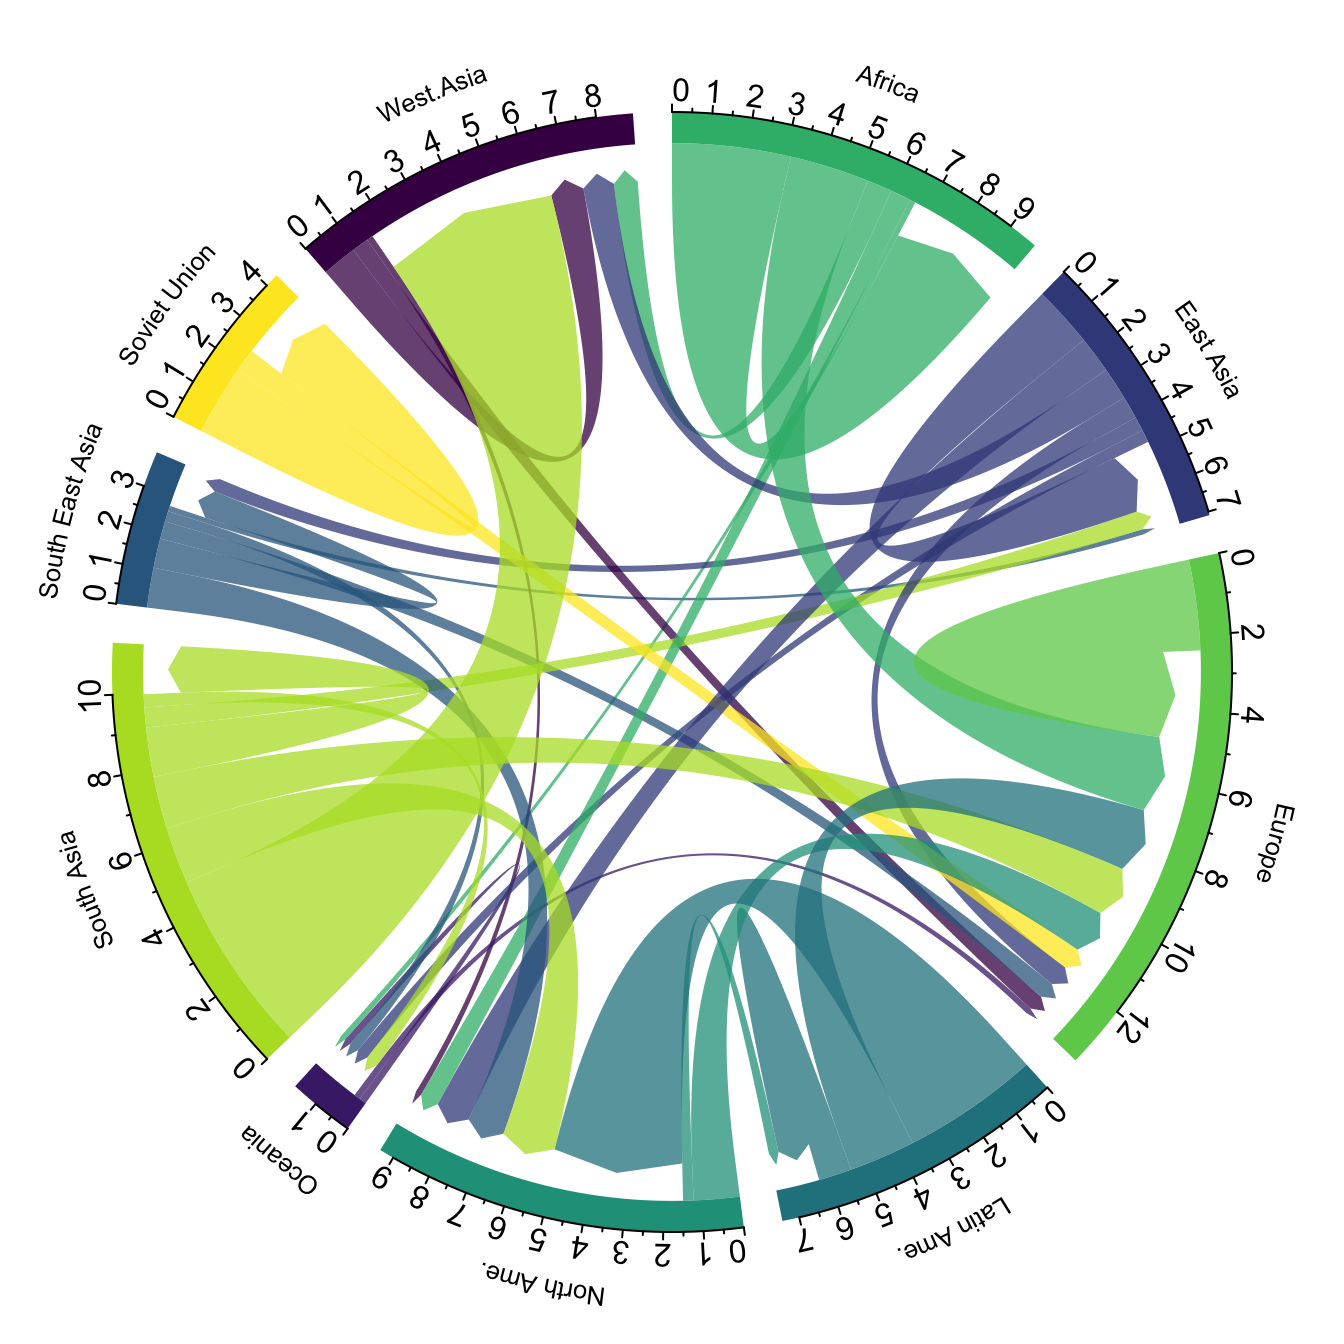 Africa
0 1 2 3 4 5 6 7 8 9
East Asia
0 1 2 3 4 5 6 7
Europe
0 2 4 6 8 10 12
Latin Ame.
0 1 2 3 4 5 6 7
North Ame.
0 1 2 3 4 5 6 7 8 9
Oceania
0 1
South Asia
0 2 4 6 8 10
South East Asia
0 1 2 3
Soviet Union
0 1 2 3 4
West.Asia
0 1 2 3 4 5 6 7 8